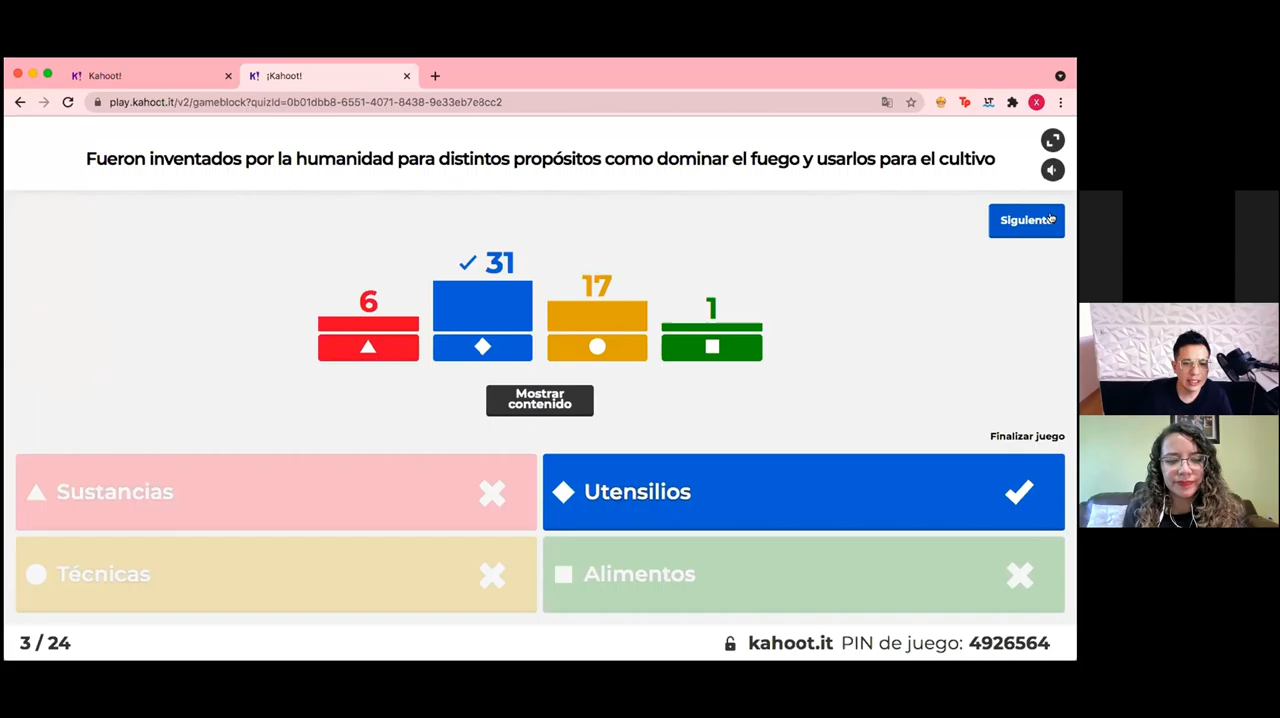 K! Kahoot!
K! ¡Kahoot!
play.kahoot.it/v2/gameblock?quizId=0b01dbb8-6551-4071-8438-9e33eb7e8cc2
Tp
LT
X
Fueron inventados por la humanidad para distintos propósitos como dominar el fuego y usarlos para el cultivo
Siguiente
6
31
17
1
Mostrar
contenido
Finalizar juego
Sustancias
Utensilios
Técnicas
Alimentos
3 / 24
kahoot.it PIN de juego: 4926564